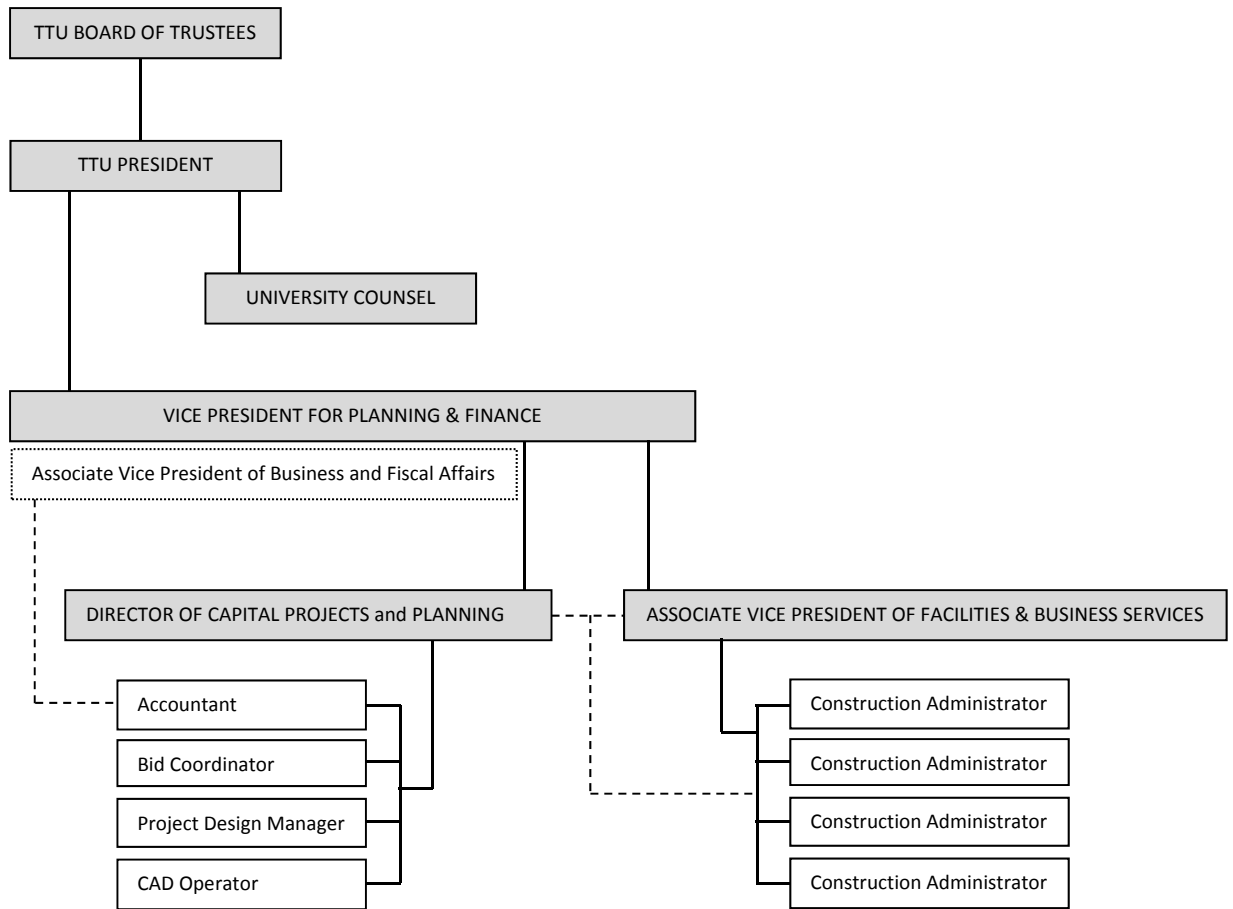 TTU BOARD OF TRUSTEES
TTU PRESIDENT
UNIVERSITY COUNSEL
VICE PRESIDENT FOR PLANNING & FINANCE
Associate Vice President of Business and Fiscal Affairs
DIRECTOR OF CAPITAL PROJECTS and PLANNING
ASSOCIATE VICE PRESIDENT OF FACILITIES & BUSINESS SERVICES
Accountant
Bid Coordinator
Project Design Manager
CAD Operator
Construction Administrator
Construction Administrator
Construction Administrator
Construction Administrator